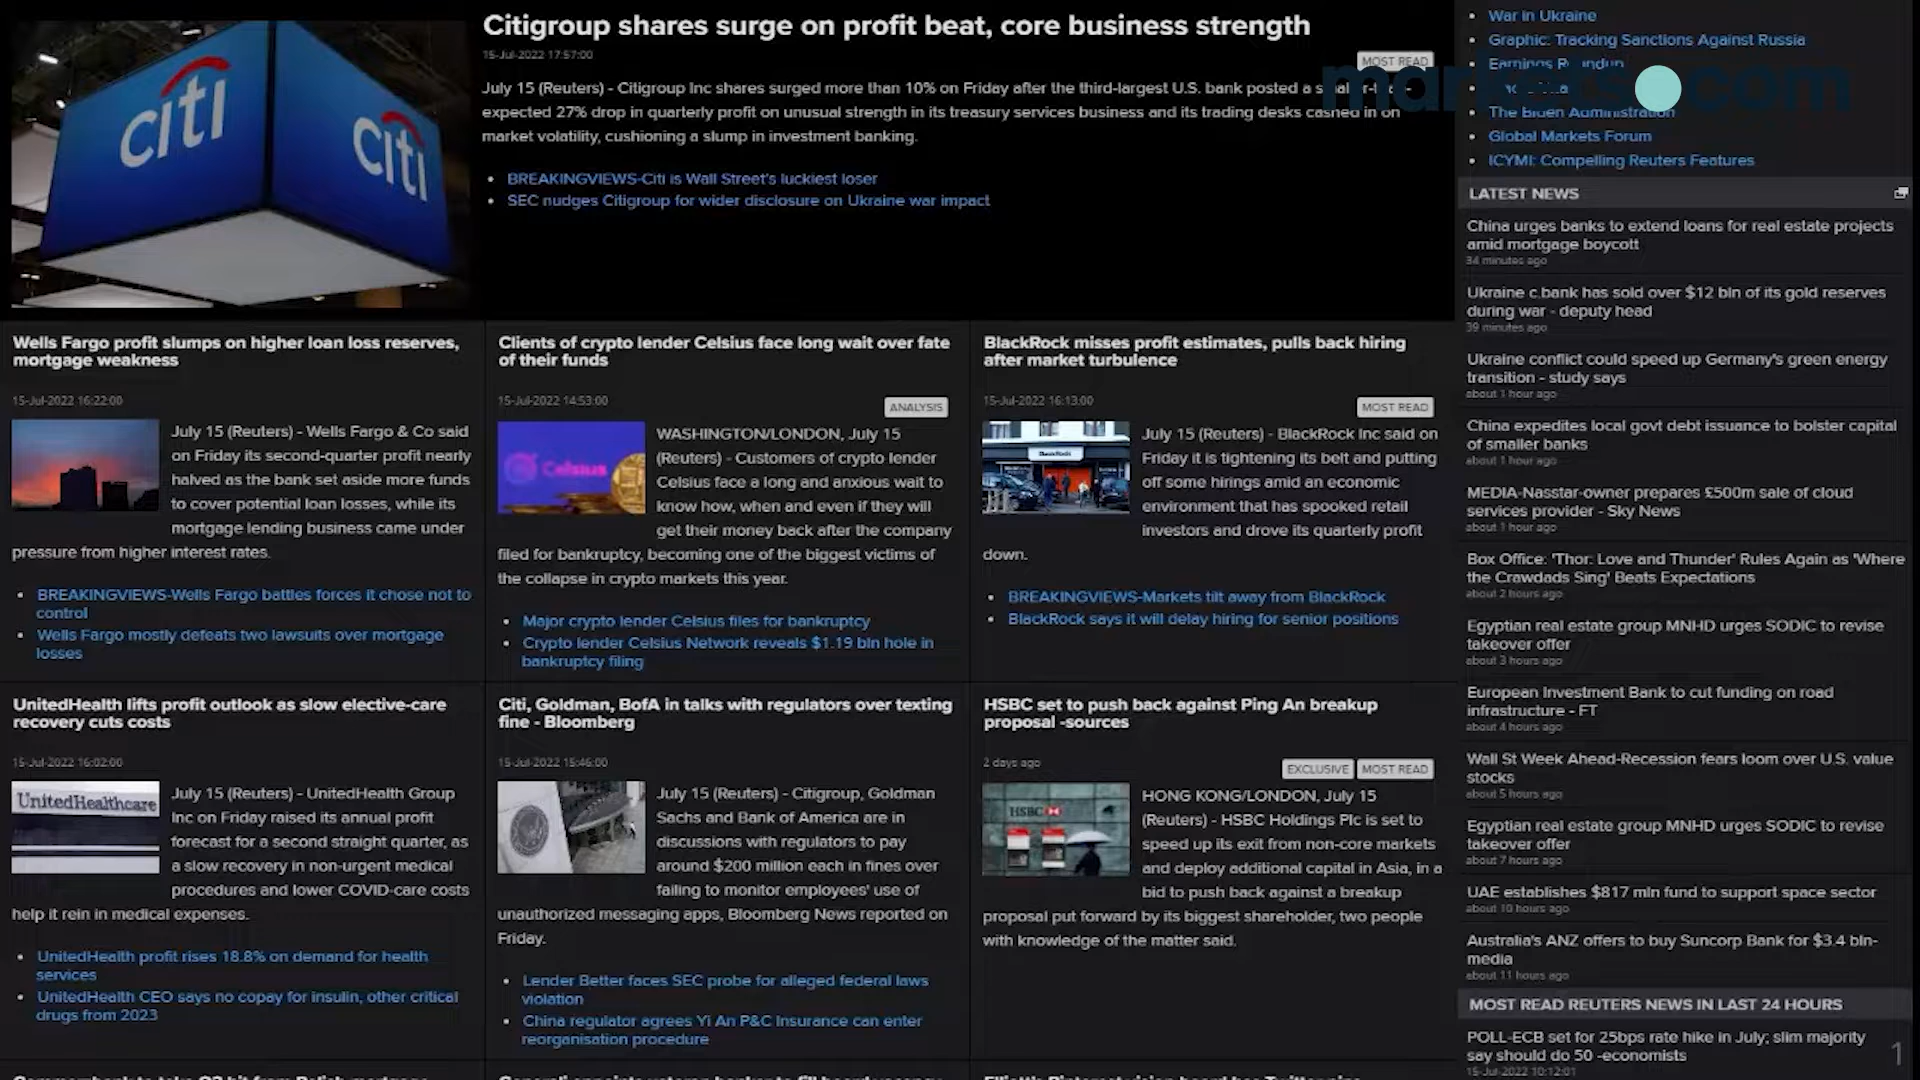 citi
citi
Citigroup shares surge on profit beat, core business strength
15-Jul-2022 17:57:00
MOST READ
July 15 (Reuters) - Citigroup Inc shares surged more than 10% on Friday after the third-largest U.S. bank posted a
expected 27% drop in quarterly profit on unusual strength in its treasury services business and its trading desks cashed in on
market volatility, cushioning a slump in investment banking.
• BREAKINGVIEWS-Citi is Wall Street's luckiest loser
• SEC nudges Citigroup for wider disclosure on Ukraine war impact
Wells Fargo profit slumps on higher loan loss reserves,
mortgage weakness
15-Jul-2022 16:22:00
July 15 (Reuters) - Wells Fargo & Co said
on Friday its second-quarter profit nearly
halved as the bank set aside more funds
to cover potential loan losses, while its
mortgage lending business came under
pressure from higher interest rates.
• BREAKINGVIEWS-Wells Fargo battles forces it chose not to
control
• Wells Fargo mostly defeats two lawsuits over mortgage
losses
Clients of crypto lender Celsius face long wait over fate
of their funds
15-Jul-2022 14:53:00
ANALYSIS
Celsius
WASHINGTON/LONDON, July 15
(Reuters) - Customers of crypto lender
Celsius face a long and anxious wait to
know how, when and even if they will
get their money back after the company
filed for bankruptcy, becoming one of the biggest victims of
the collapse in crypto markets this year.
• Major crypto lender Celsius files for bankruptcy
• Crypto lender Celsius Network reveals $1.19 bln hole in
bankruptcy filing
BlackRock misses profit estimates, pulls back hiring
after market turbulence
15-Jul-2022 16:13:00
MOST READ
BlackRock
July 15 (Reuters) - BlackRock Inc said on
Friday it is tightening its belt and putting
off some hirings amid an economic
environment that has spooked retail
investors and drove its quarterly profit
down.
• BREAKINGVIEWS-Markets tilt away from BlackRock
• BlackRock says it will delay hiring for senior positions
UnitedHealth lifts profit outlook as slow elective-care
recovery cuts costs
15-Jul-2022 16:02:00
UnitedHealthcare
July 15 (Reuters) - UnitedHealth Group
Inc on Friday raised its annual profit
forecast for a second straight quarter, as
a slow recovery in non-urgent medical
procedures and lower COVID-care costs
help it rein in medical expenses.
• UnitedHealth profit rises 18.8% on demand for health
services
• UnitedHealth CEO says no copay for insulin, other critical
drugs from 2023
Citi, Goldman, BofA in talks with regulators over texting
fine - Bloomberg
15-Jul-2022 15:46:00
July 15 (Reuters) - Citigroup, Goldman
Sachs and Bank of America are in
discussions with regulators to pay
around $200 million each in fines over
failing to monitor employees' use of
unauthorized messaging apps, Bloomberg News reported on
Friday.
• Lender Better faces SEC probe for alleged federal laws
violation
• China regulator agrees Yi An P&C Insurance can enter
reorganisation procedure
HSBC set to push back against Ping An breakup
proposal -sources
2 days ago
EXCLUSIVE MOST READ
HSBC
HONG KONG/LONDON, July 15
(Reuters) - HSBC Holdings Plc is set to
speed up its exit from non-core markets
and deploy additional capital in Asia, in a
bid to push back against a breakup
proposal put forward by its biggest shareholder, two people
with knowledge of the matter said.
• War in Ukraine
• Graphic: Tracking Sanctions Against Russia
• Earnings Roundup
markets.com
• The Biden Administration
• Global Markets Forum
• ICYMI: Compelling Reuters Features
LATEST NEWS
China urges banks to extend loans for real estate projects
amid mortgage boycott
34 minutes ago
Ukraine c.bank has sold over $12 bln of its gold reserves
during war - deputy head
39 minutes ago
Ukraine conflict could speed up Germany's green energy
transition - study says
about 1 hour ago
China expedites local govt debt issuance to bolster capital
of smaller banks
about 1 hour ago
MEDIA-Nasstar-owner prepares £500m sale of cloud
services provider - Sky News
about 1 hour ago
Box Office: 'Thor: Love and Thunder' Rules Again as 'Where
the Crawdads Sing' Beats Expectations
about 2 hours ago
Egyptian real estate group MNHD urges SODIC to revise
takeover offer
about 3 hours ago
European Investment Bank to cut funding on road
infrastructure - FT
about 4 hours ago
Wall St Week Ahead-Recession fears loom over U.S. value
stocks
about 5 hours ago
Egyptian real estate group MNHD urges SODIC to revise
takeover offer
about 7 hours ago
UAE establishes $817 mln fund to support space sector
about 10 hours ago
Australia's ANZ offers to buy Suncorp Bank for $3.4 bln-
media
about 11 hours ago
MOST READ REUTERS NEWS IN LAST 24 HOURS
POLL-ECB set for 25bps rate hike in July; slim majority
say should do 50 -economists
15-Jul-2022 10:12:01
1